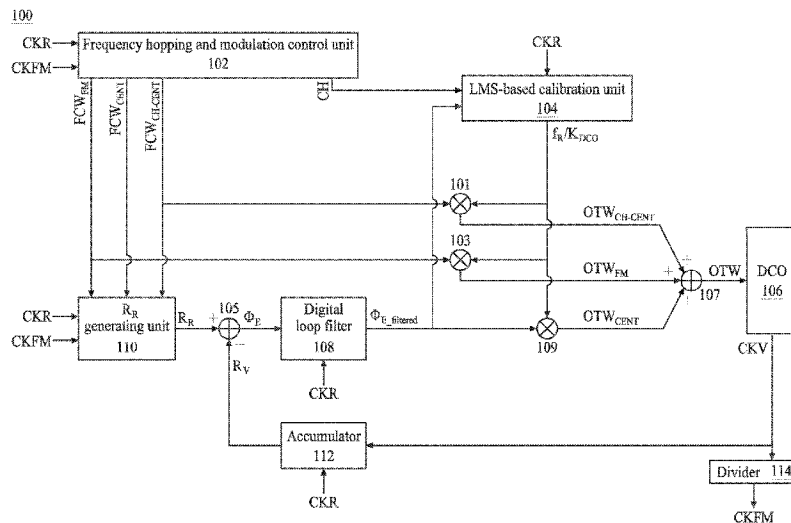 100
CKR
CKFM
Frequency hopping and modulation control unit
102
CKR
FCW_FM
FCW_CENT
FCW_CH-CENT
CH
LMS-based calibration unit
104
f_R/K_DCO
101
OTW_CH-CENT
103
OTW_FM
OTW
107
DCO
106
CKR
CKFM
R_R
generating unit
110
R_R
105
+
−
Φ_E
Digital
loop filter
108
Φ_E_filtered
109
OTW_CENT
+
+
+
R_V
CKR
CKV
Accumulator
112
CKR
Divider 114
CKFM